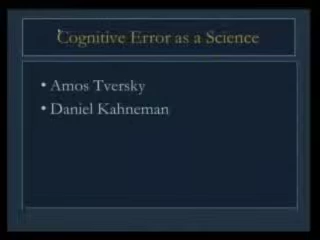 Cognitive Error as a Science
• Amos Tversky
• Daniel Kahneman